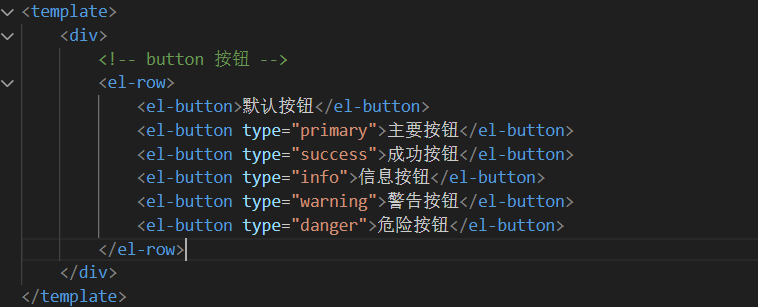 <template>
    <div>
        <!-- button 按钮 -->
        <el-row>
            <el-button>默认按钮</el-button>
            <el-button type="primary">主要按钮</el-button>
            <el-button type="success">成功按钮</el-button>
            <el-button type="info">信息按钮</el-button>
            <el-button type="warning">警告按钮</el-button>
            <el-button type="danger">危险按钮</el-button>
        </el-row>
    </div>
</template>